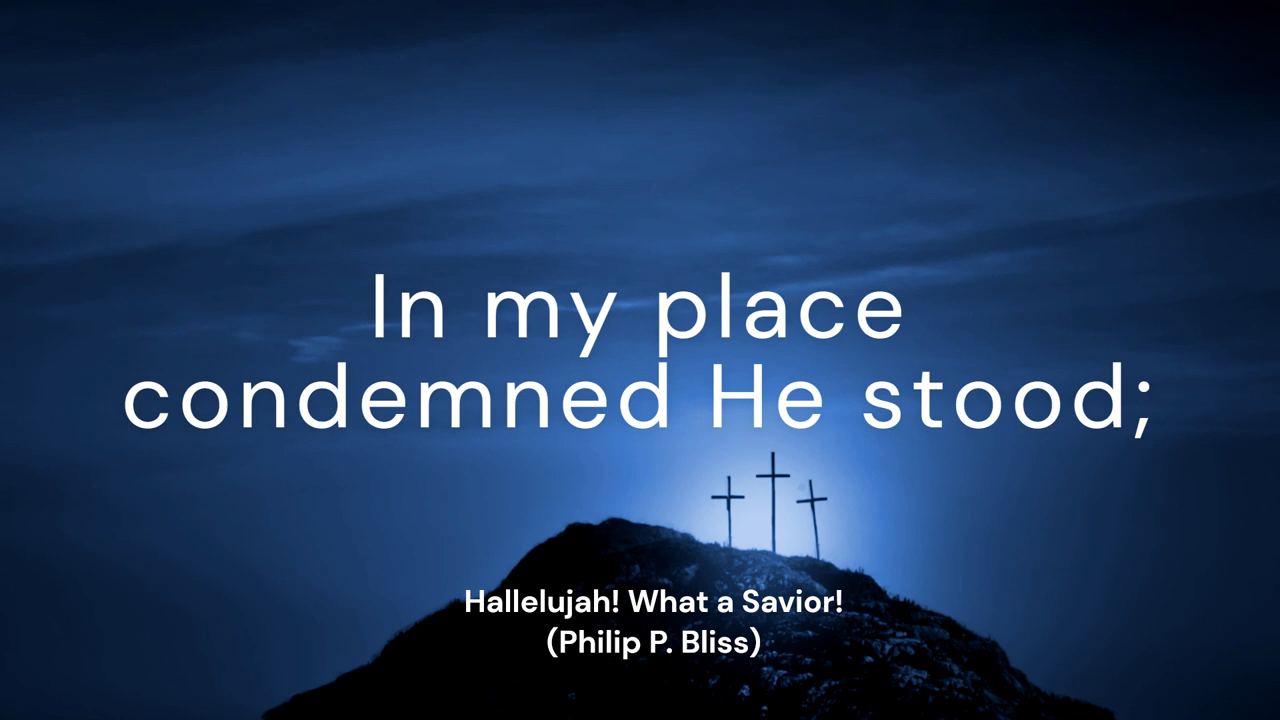 In my place
condemned He stood;
Hallelujah! What a Savior!
(Philip P. Bliss)